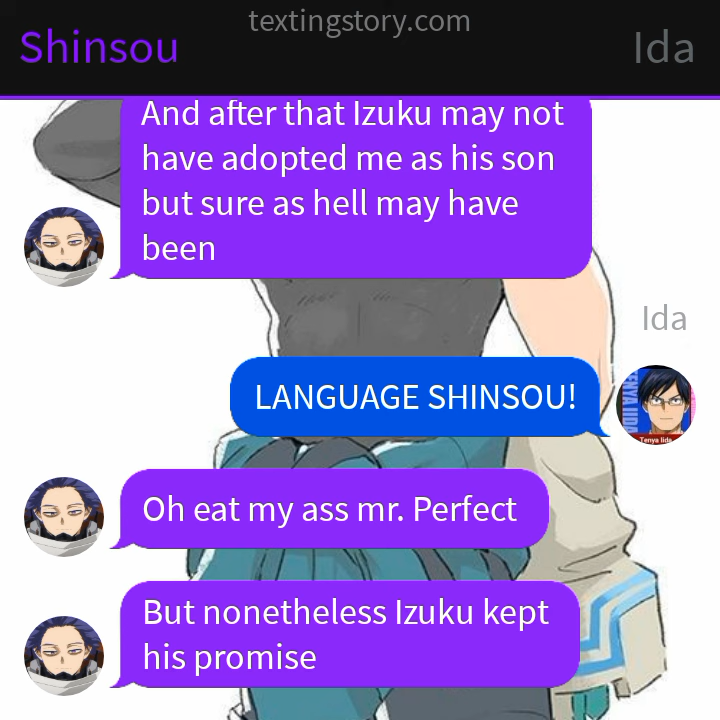 textingstory.com
Shinsou
Ida
And after that Izuku may not
have adopted me as his son
but sure as hell may have
been
Ida
LANGUAGE SHINSOU!
TENYA IIDA
Tenya Iida
Oh eat my ass mr. Perfect
But nonetheless Izuku kept
his promise